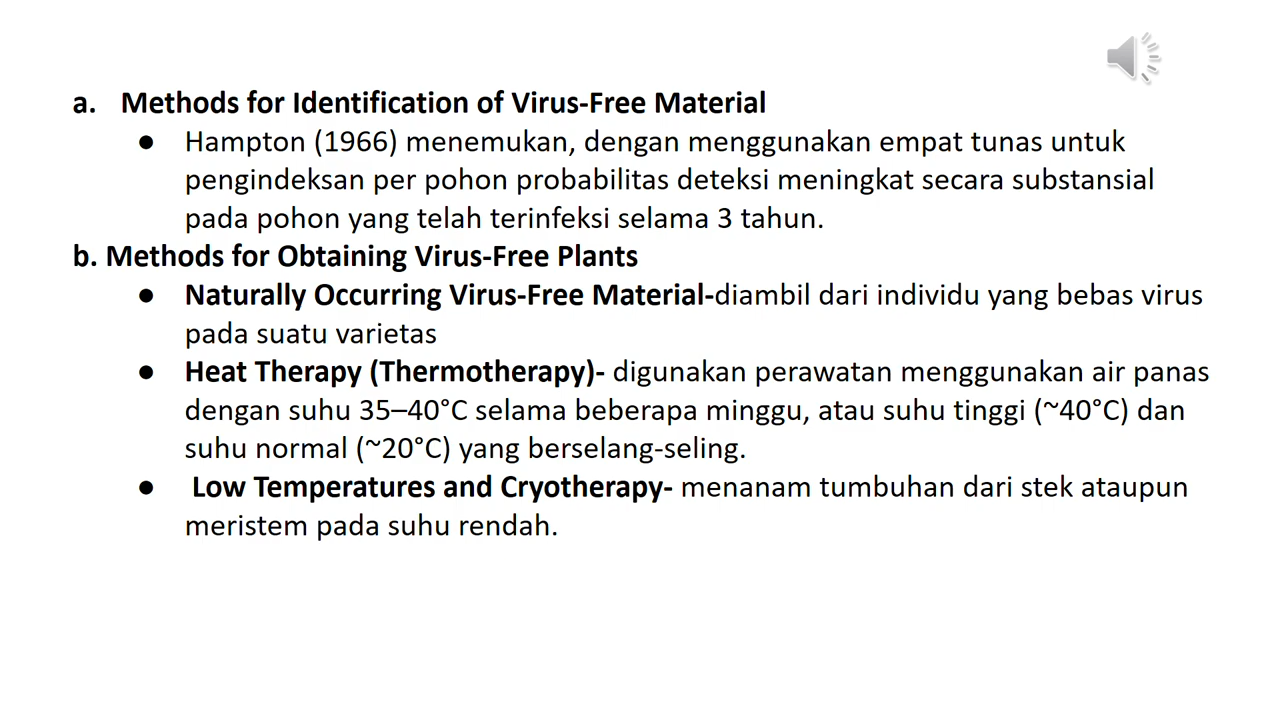 a. Methods for Identification of Virus-Free Material
● Hampton (1966) menemukan, dengan menggunakan empat tunas untuk
pengindeksan per pohon probabilitas deteksi meningkat secara substansial
pada pohon yang telah terinfeksi selama 3 tahun.
b. Methods for Obtaining Virus-Free Plants
● Naturally Occurring Virus-Free Material-diambil dari individu yang bebas virus
pada suatu varietas
● Heat Therapy (Thermotherapy)- digunakan perawatan menggunakan air panas
dengan suhu 35–40°C selama beberapa minggu, atau suhu tinggi (~40°C) dan
suhu normal (~20°C) yang berselang-seling.
● Low Temperatures and Cryotherapy- menanam tumbuhan dari stek ataupun
meristem pada suhu rendah.